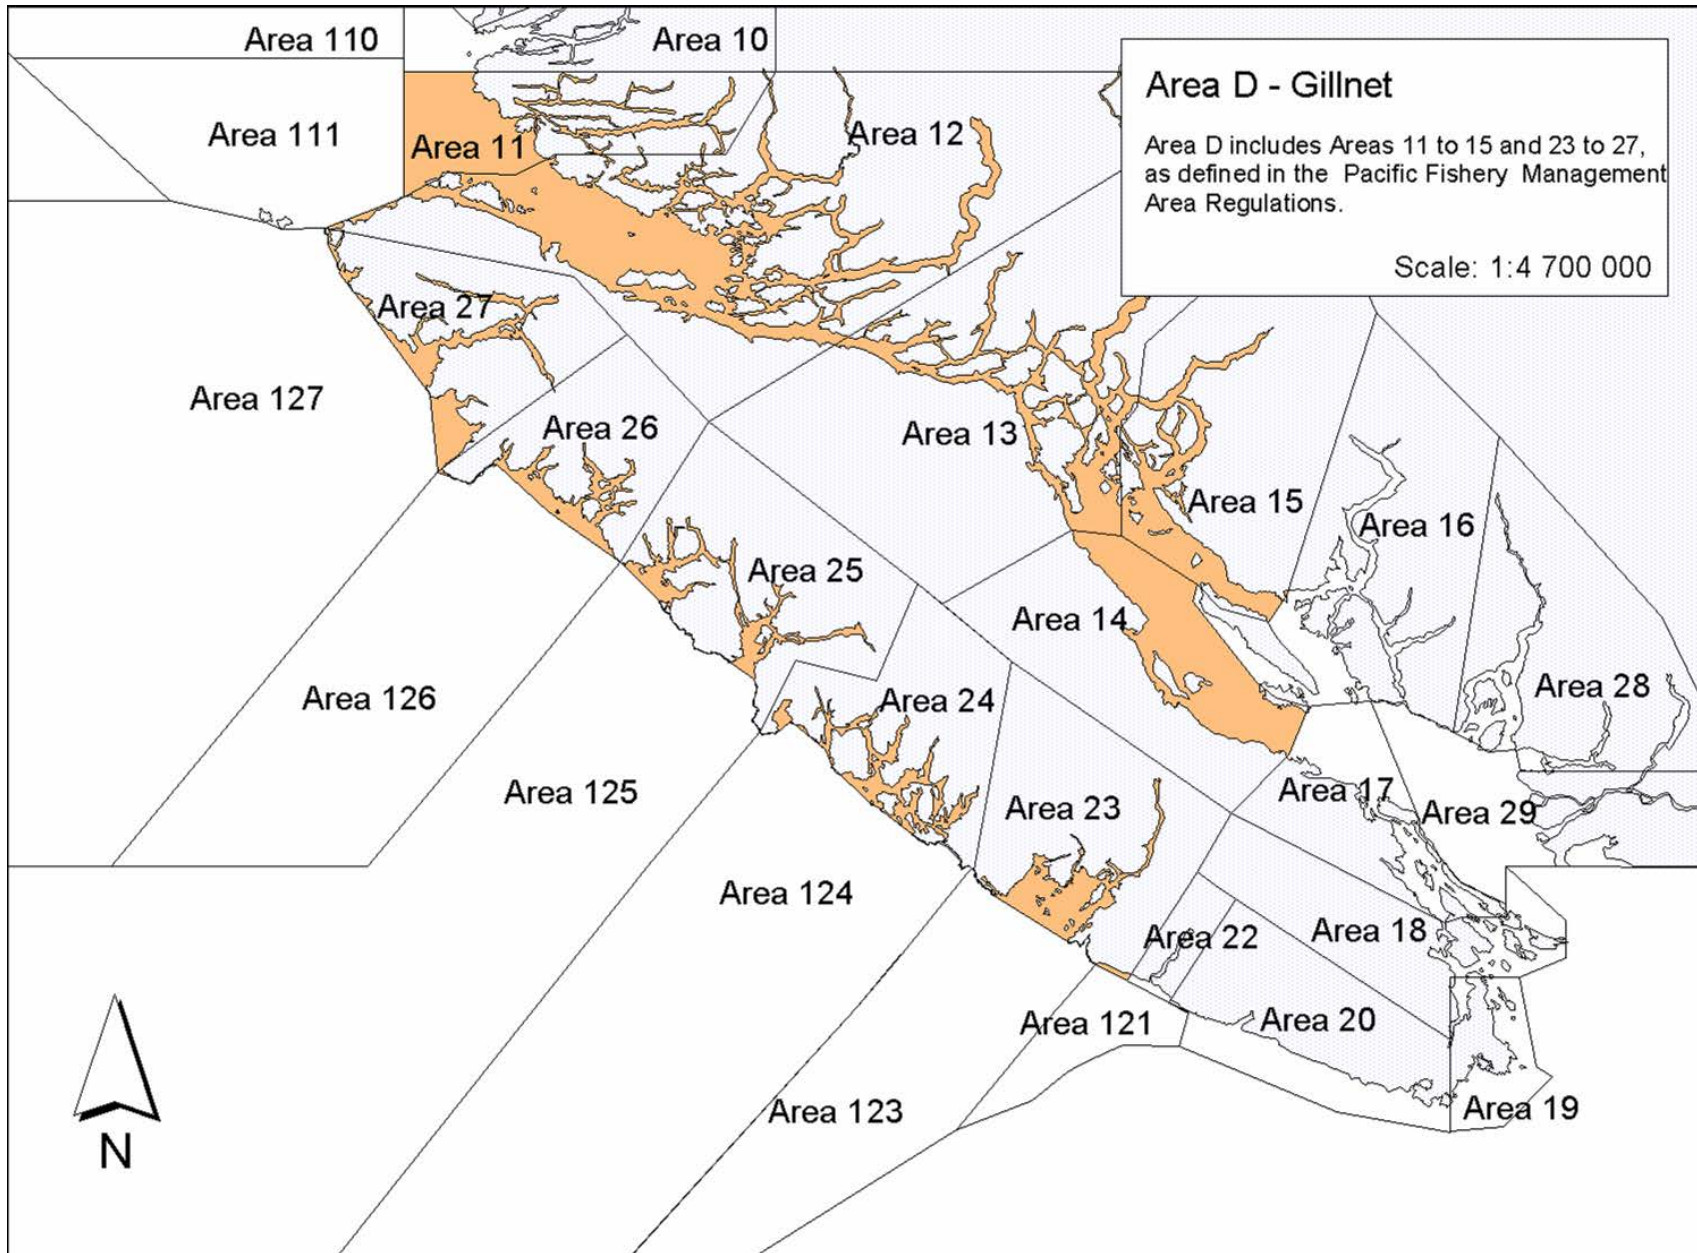 Area 110
Area 10
Area D - Gillnet
Area D includes Areas 11 to 15 and 23 to 27,
as defined in the Pacific Fishery Management
Area Regulations.
Scale: 1:4 700 000
Area 111
Area 11
Area 12
Area 27
Area 127
Area 26
Area 13
Area 15
Area 16
Area 25
Area 14
Area 126
Area 24
Area 28
Area 125
Area 23
Area 17
Area 29
Area 124
Area 22
Area 18
Area 121
Area 20
Area 123
Area 19
N